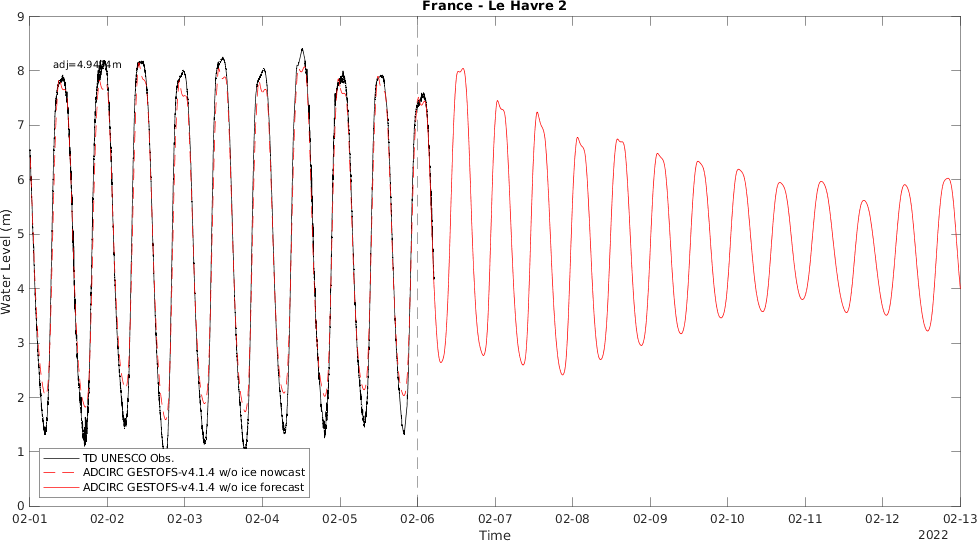 France - Le Havre 2
9
8
7
6
5
4
3
2
1
0
Water Level (m)
TD UNESCO Obs.
ADCIRC GESTOFS-v4.1.4 w/o ice nowcast
ADCIRC GESTOFS-v4.1.4 w/o ice forecast
02-01 02-02 02-03 02-04 02-05 02-06 02-07 02-08 02-09 02-10 02-11 02-12 02-13
Time
2022